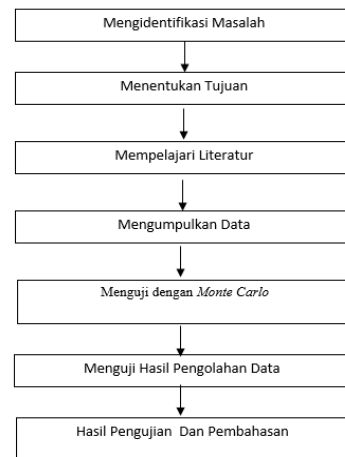 Mengidentifikasi Masalah
Menentukan Tujuan
Mempelajari Literatur
Mengumpulkan Data
Menguji dengan Monte Carlo
Menguji Hasil Pengolahan Data
Hasil Pengujian Dan Pembahasan